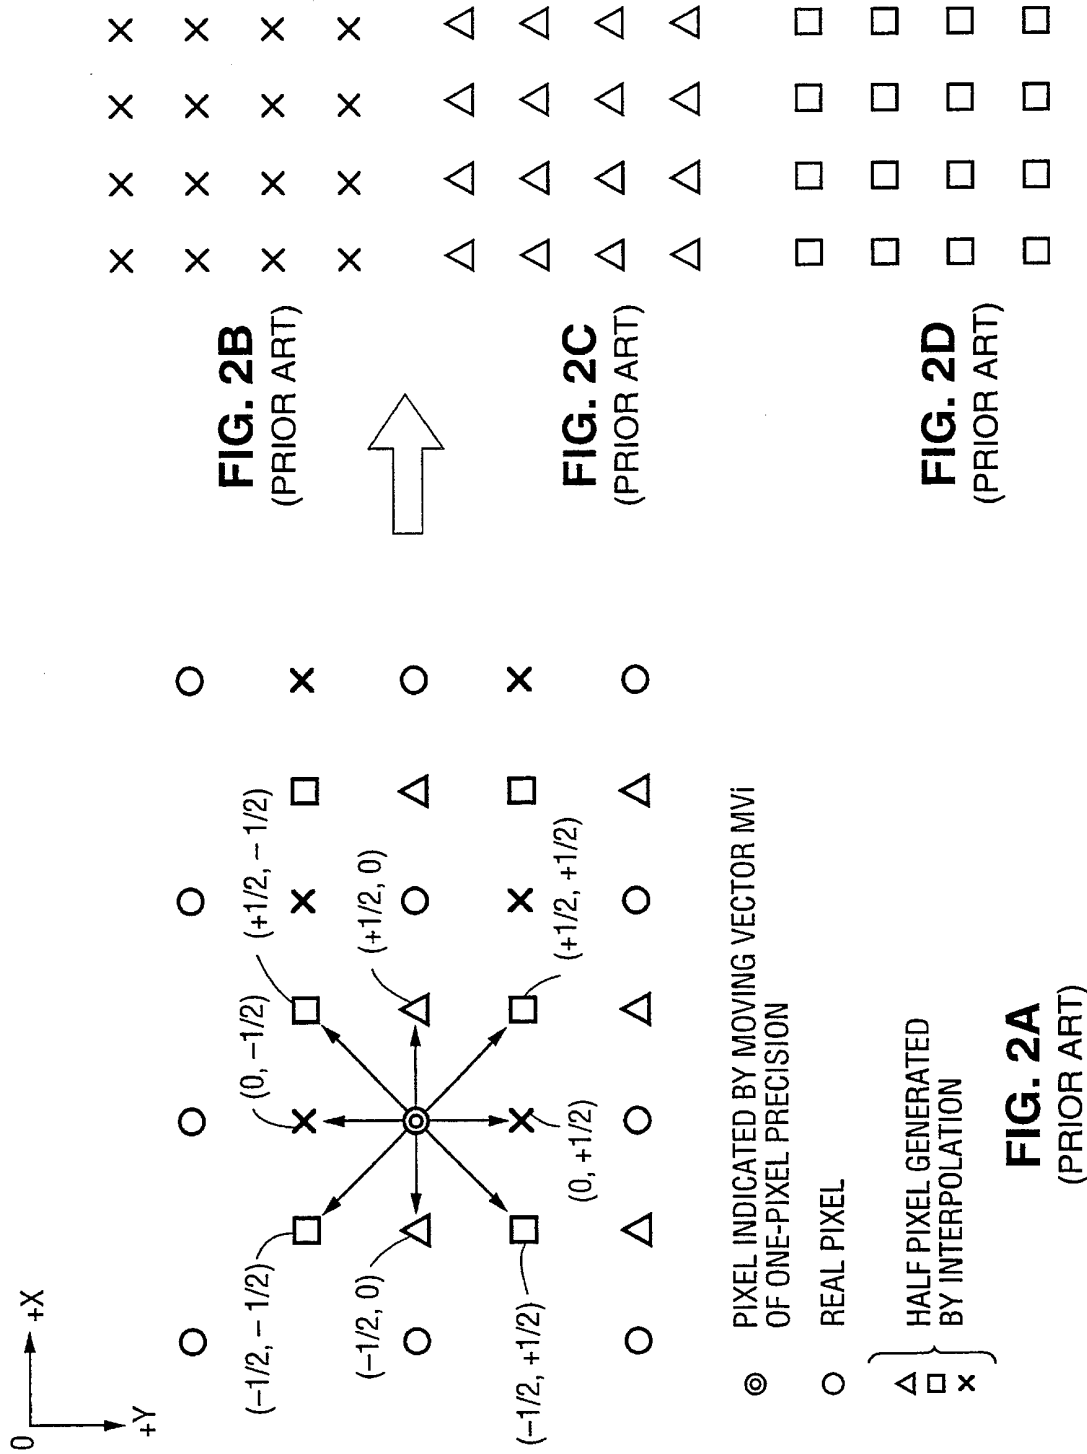 0
+X
+Y
(−1/2, − 1/2)
(0, −1/2)
(+1/2, − 1/2)
(−1/2, 0)
(+1/2, 0)
(−1/2, +1/2)
(0, +1/2)
(+1/2, +1/2)
PIXEL INDICATED BY MOVING VECTOR MVi
OF ONE-PIXEL PRECISION
REAL PIXEL
HALF PIXEL GENERATED
BY INTERPOLATION
FIG. 2A
(PRIOR ART)
FIG. 2B
(PRIOR ART)
FIG. 2C
(PRIOR ART)
FIG. 2D
(PRIOR ART)